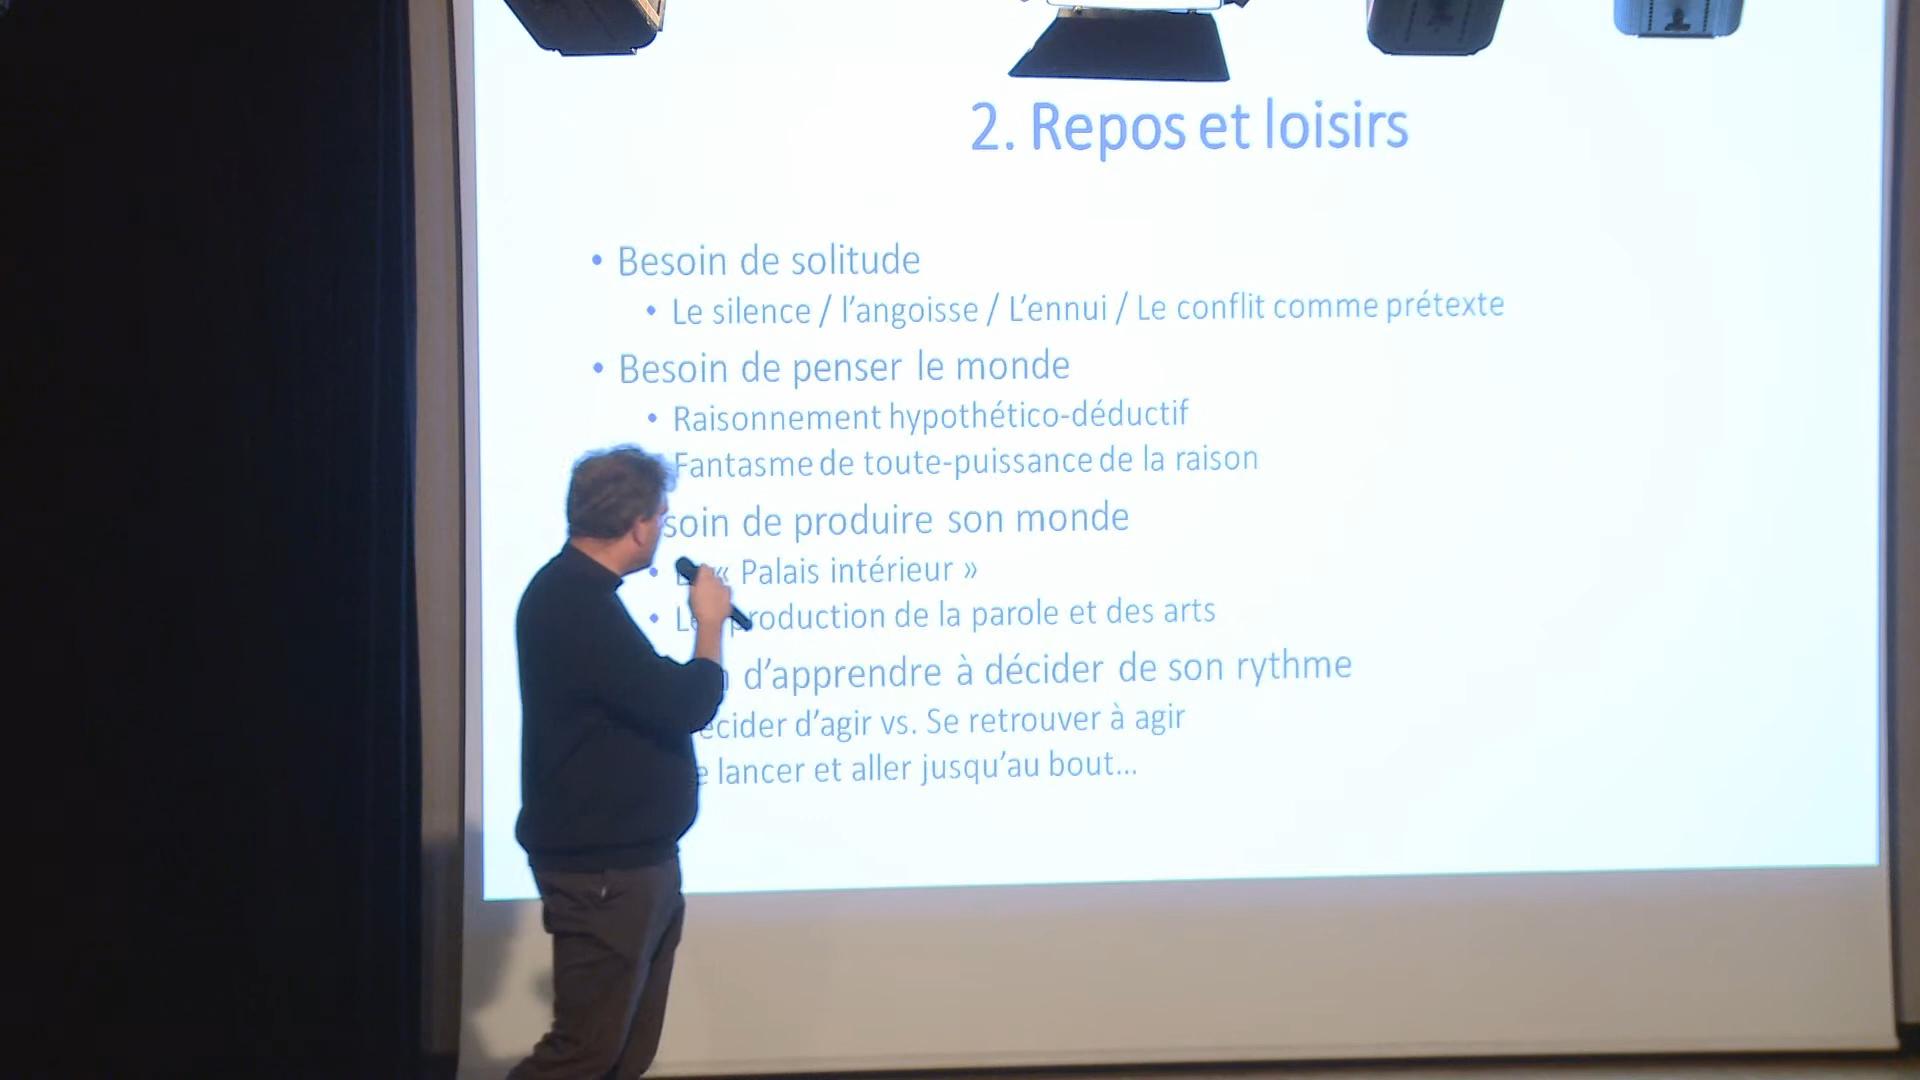 2. Repos et loisirs
• Besoin de solitude
• Le silence / l’angoisse / L’ennui / Le conflit comme prétexte
• Besoin de penser le monde
• Raisonnement hypothético-déductif
Fantasme de toute-puissance de la raison
soin de produire son monde
• « Palais intérieur »
• production de la parole et des arts
d’apprendre à décider de son rythme
écider d’agir vs. Se retrouver à agir
e lancer et aller jusqu’au bout...